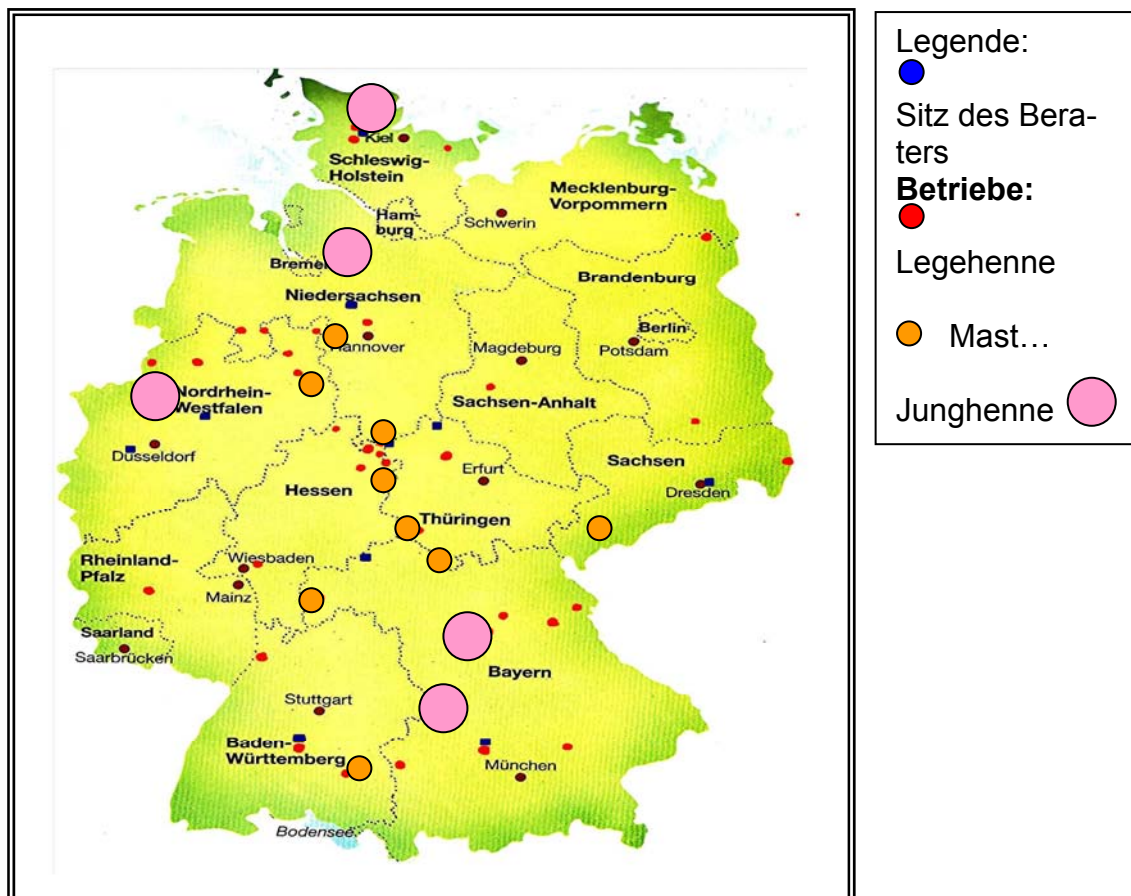 Kiel
Schleswig-
Holstein
Mecklenburg-
Vorpommern
Ham-
burg
Schwerin
Bremen
Brandenburg
Niedersachsen
Berlin
Hannover
Magdeburg
Potsdam
Nordrhein-
Westfalen
Sachsen-Anhalt
Düsseldorf
Sachsen
Erfurt
Hessen
Dresden
Thüringen
Rheinland-
Pfalz
Wiesbaden
Mainz
Saarland
Saarbrücken
Bayern
Stuttgart
Baden-
Württemberg
München
Bodensee
Legende:
Sitz des Bera-
ters
Betriebe:
Legehenne
Mast…
Junghenne